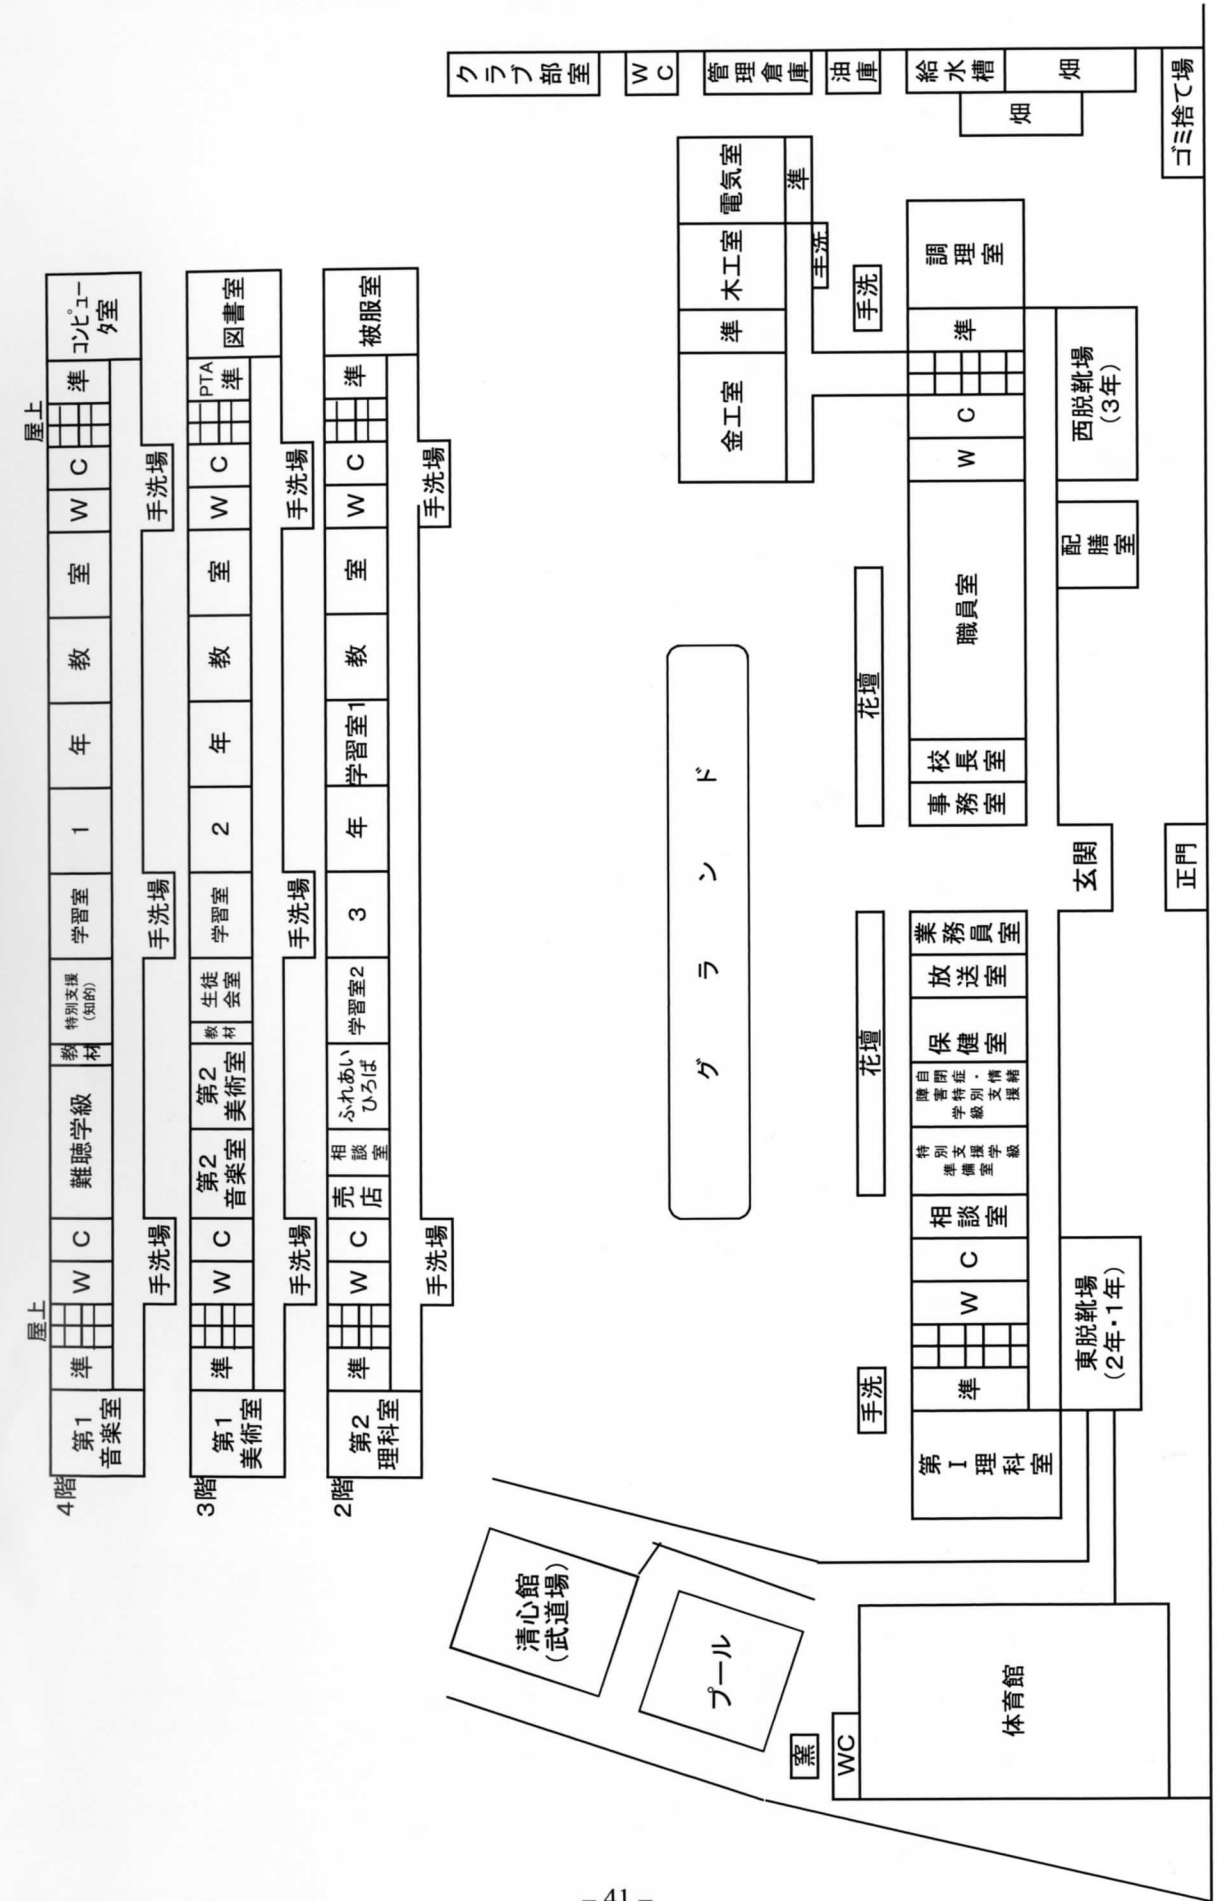 4階
第1
音楽室
準
屋上
W
C
難聴学級
教
材
特別支援
(知的)
学習室
1
年
教
室
W
C
屋上
準
コンピュー
タ室
手洗場
手洗場
手洗場
3階
第1
美術室
準
W
C
第2
音楽室
第2
美術室
教
材
生徒
会室
学習室
2
年
教
室
W
C
PTA
準
図書室
手洗場
手洗場
手洗場
2階
第2
理科室
準
W
C
売
店
相
談
室
ふれあい
ひろば
学習室2
3
年
学習室1
教
室
W
C
準
被服室
手洗場
手洗場
クラブ部室
WC
管理倉庫
油庫
給水槽
畑
畑
ゴミ捨て場
清心館
(武道場)
プール
窯
WC
体育館
グランド
金工室
準
木工室
電気室
準
手洗
手洗
手洗
花壇
花壇
第I理科室
準
W
C
相談室
特別支援学級
準備室
自閉症・情緒
障害特別支援
学級
保健室
放送室
業務員室
事務室
校長室
職員室
W
C
準
調理室
東脱靴場
(2年・1年)
玄関
正門
配膳室
西脱靴場
(3年)
– 41 –